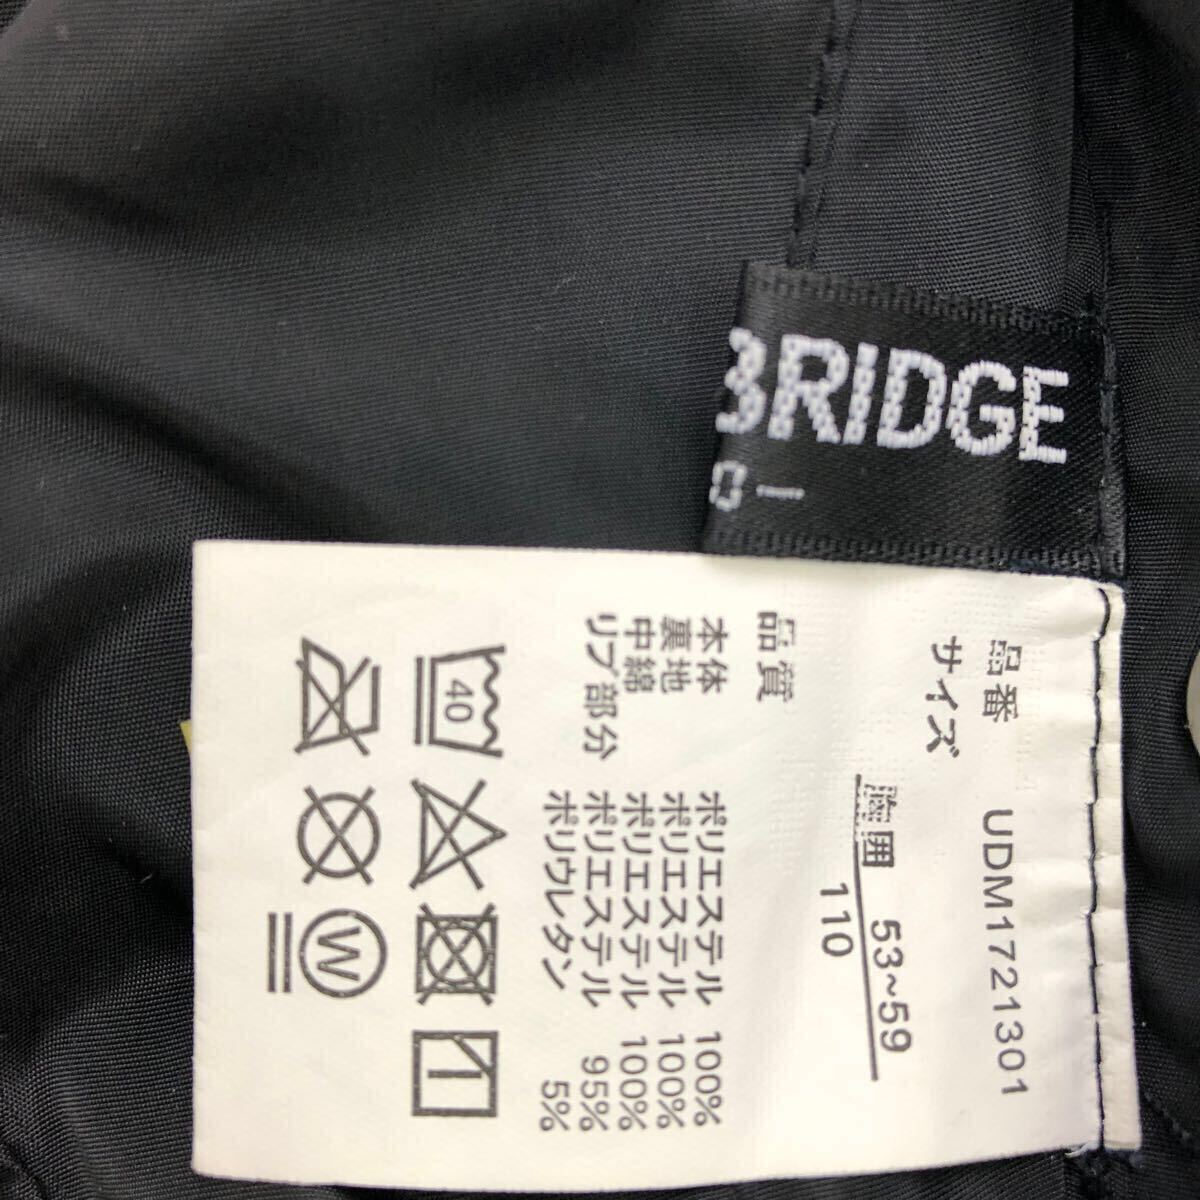 BRIDGE
品番 UDM1721301
サイズ
胸囲 53~59
110
品質
本体 ポリエステル 100%
裏地 ポリエステル 100%
中綿 ポリエステル 100%
リブ部分 ポリエステル 95%
ポリウレタン 5%
40
W